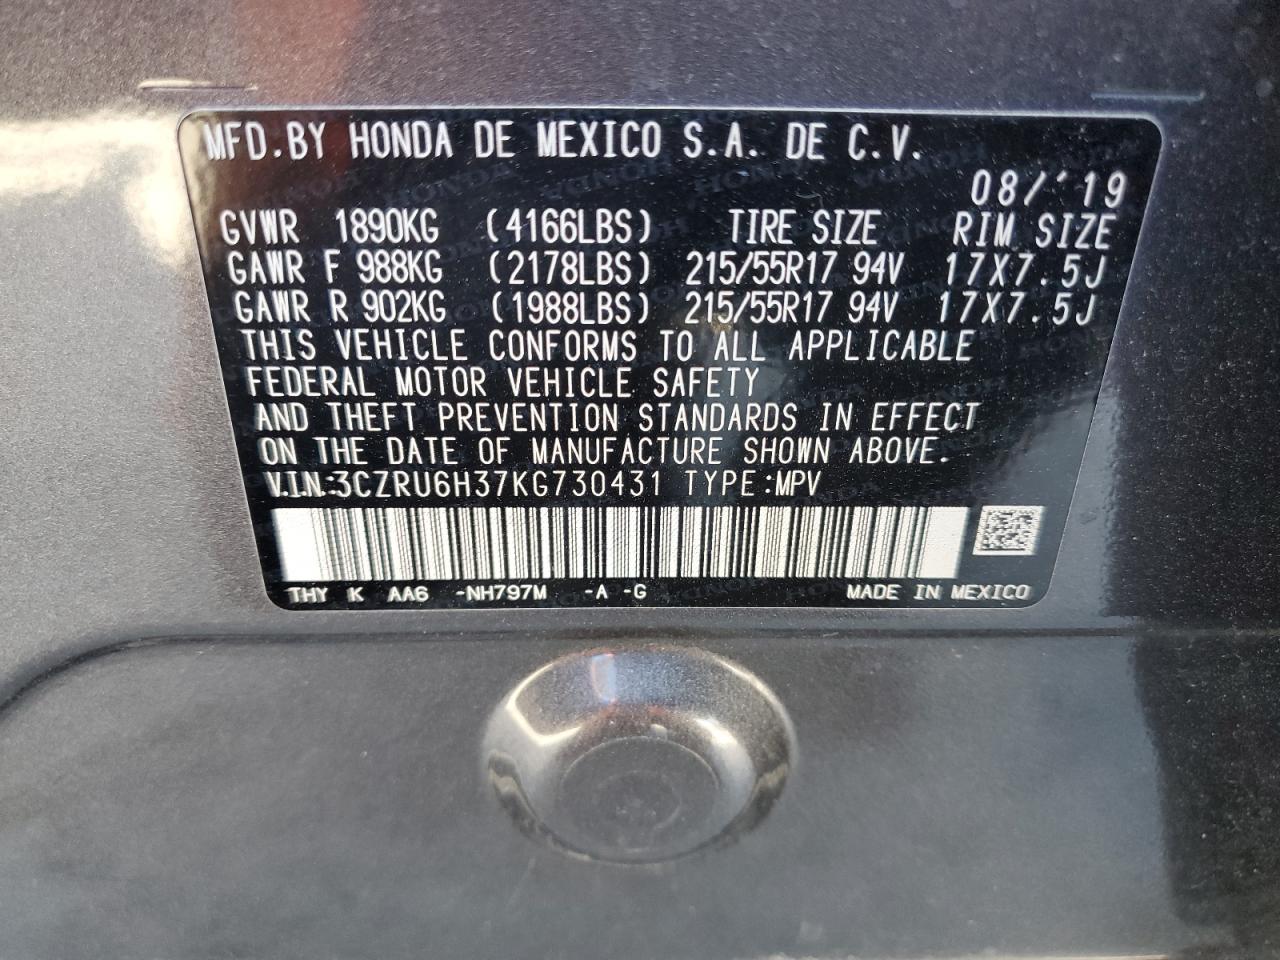 MFD.BY HONDA DE MEXICO S.A. DE C.V.
08/'19
GVWR 1890KG (4166LBS) TIRE SIZE RIM SIZE
GAWR F 988KG (2178LBS) 215/55R17 94V 17X7.5J
GAWR R 902KG (1988LBS) 215/55R17 94V 17X7.5J
THIS VEHICLE CONFORMS TO ALL APPLICABLE
FEDERAL MOTOR VEHICLE SAFETY
AND THEFT PREVENTION STANDARDS IN EFFECT
ON THE DATE OF MANUFACTURE SHOWN ABOVE.
V.I.N:3CZRU6H37KG730431 TYPE:MPV
THY K AA6 -NH797M -A -G MADE IN MEXICO